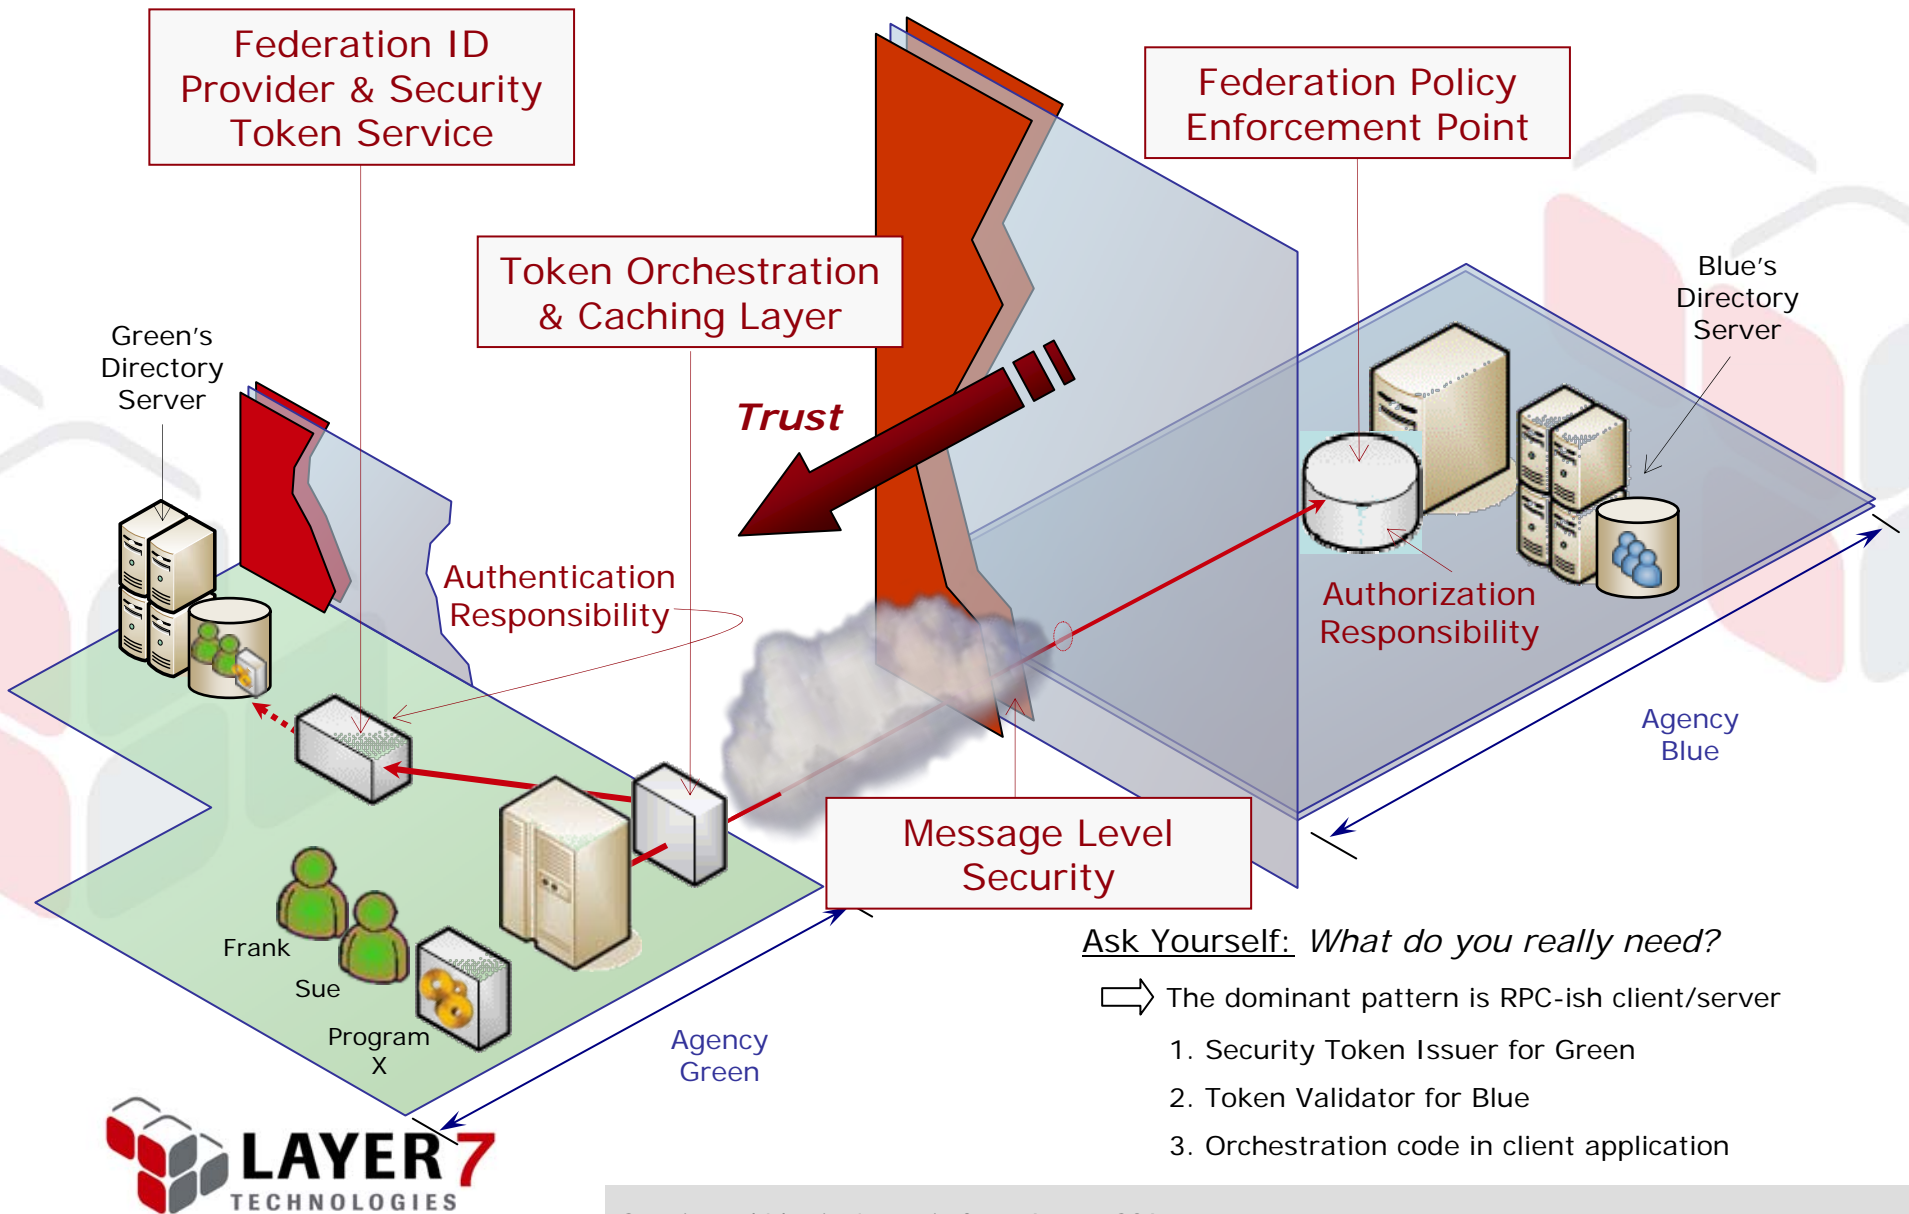 Federation ID
Provider & Security
Token Service
Federation Policy
Enforcement Point
Token Orchestration
& Caching Layer
Blue's
Directory
Server
Green's
Directory
Server
Trust
Authentication
Responsibility
Authorization
Responsibility
Agency
Blue
Message Level
Security
Frank
Sue
Program
X
Agency
Green
Ask Yourself: What do you really need?
The dominant pattern is RPC-ish client/server
1. Security Token Issuer for Green
2. Token Validator for Blue
3. Orchestration code in client application
LAYER 7
TECHNOLOGIES